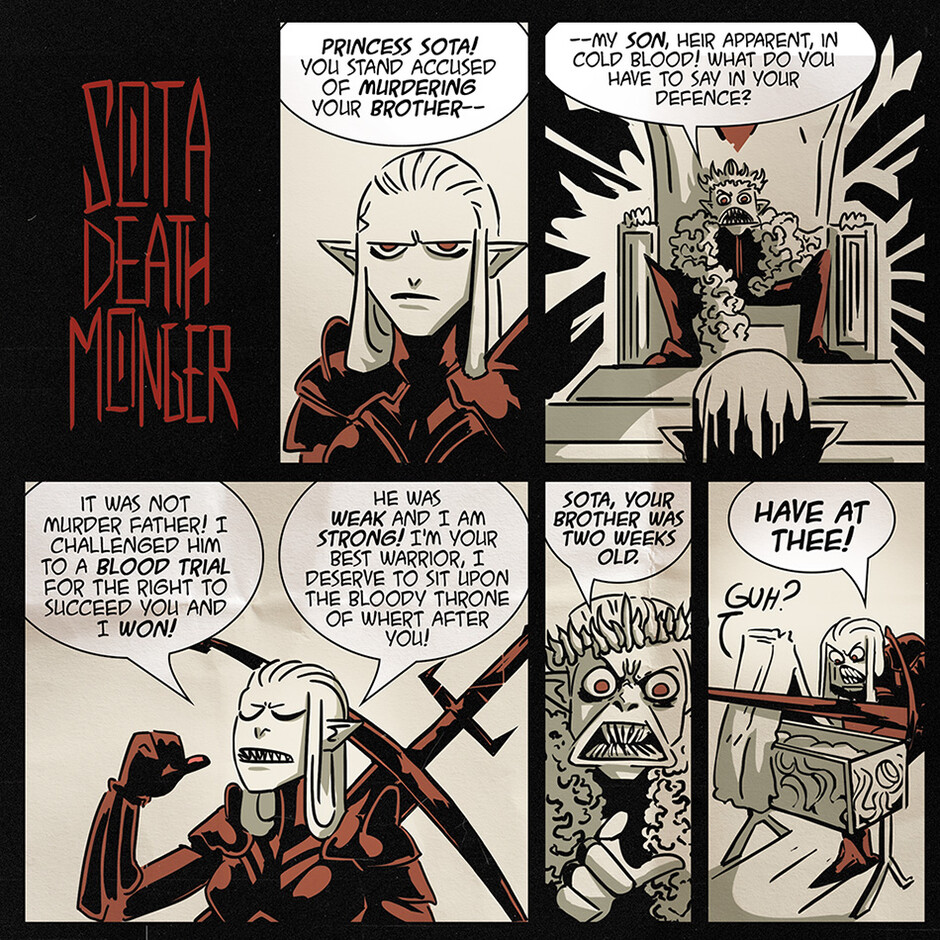 SOTA
DEATH
MONGER
PRINCESS SOTA!
YOU STAND ACCUSED
OF MURDERING
YOUR BROTHER--
--MY SON, HEIR APPARENT, IN
COLD BLOOD! WHAT DO YOU
HAVE TO SAY IN YOUR
DEFENCE?
IT WAS NOT
MURDER FATHER! I
CHALLENGED HIM
TO A BLOOD TRIAL
FOR THE RIGHT TO
SUCCEED YOU AND
I WON!
HE WAS
WEAK AND I AM
STRONG! I'M YOUR
BEST WARRIOR, I
DESERVE TO SIT UPON
THE BLOODY THRONE
OF WHERT AFTER
YOU!
SOTA, YOUR
BROTHER WAS
TWO WEEKS
OLD.
HAVE AT
THEE!
GUH?